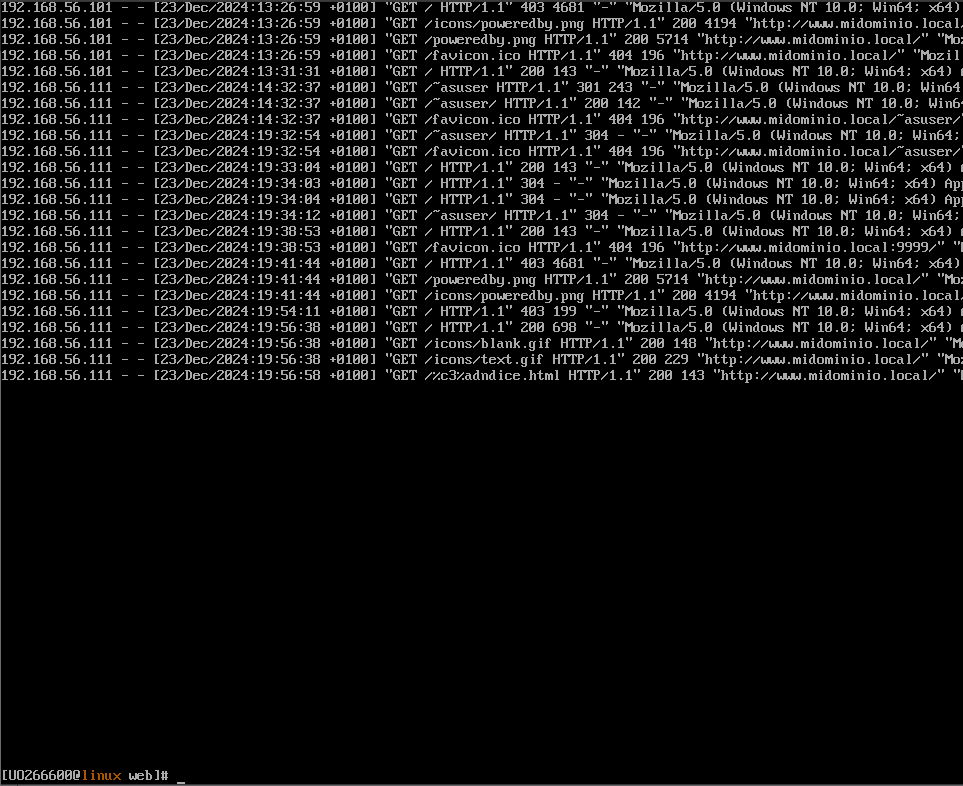 192.168.56.101 - - [23/Dec/2024:13:26:59 +0100] "GET / HTTP/1.1" 403 4681 "-" "Mozilla/5.0 (Windows NT 10.0; Win64; x64)
192.168.56.101 - - [23/Dec/2024:13:26:59 +0100] "GET /icons/poweredby.png HTTP/1.1" 200 4194 "http://www.midominio.local/
192.168.56.101 - - [23/Dec/2024:13:26:59 +0100] "GET /poweredby.png HTTP/1.1" 200 5714 "http://www.midominio.local/" "Moz
192.168.56.101 - - [23/Dec/2024:13:26:59 +0100] "GET /favicon.ico HTTP/1.1" 404 196 "http://www.midominio.local/" "Mozil
192.168.56.101 - - [23/Dec/2024:13:31:31 +0100] "GET / HTTP/1.1" 200 143 "-" "Mozilla/5.0 (Windows NT 10.0; Win64; x64)
192.168.56.111 - - [23/Dec/2024:14:32:37 +0100] "GET /~asuser HTTP/1.1" 301 243 "-" "Mozilla/5.0 (Windows NT 10.0; Win64
192.168.56.111 - - [23/Dec/2024:14:32:37 +0100] "GET /~asuser/ HTTP/1.1" 200 142 "-" "Mozilla/5.0 (Windows NT 10.0; Win6
192.168.56.111 - - [23/Dec/2024:14:32:37 +0100] "GET /favicon.ico HTTP/1.1" 404 196 "http://www.midominio.local/~asuser/"
192.168.56.111 - - [23/Dec/2024:19:32:54 +0100] "GET /~asuser/ HTTP/1.1" 304 - "-" "Mozilla/5.0 (Windows NT 10.0; Win64;
192.168.56.111 - - [23/Dec/2024:19:32:54 +0100] "GET /favicon.ico HTTP/1.1" 404 196 "http://www.midominio.local/~asuser/"
192.168.56.111 - - [23/Dec/2024:19:33:04 +0100] "GET / HTTP/1.1" 200 143 "-" "Mozilla/5.0 (Windows NT 10.0; Win64; x64)
192.168.56.111 - - [23/Dec/2024:19:34:03 +0100] "GET / HTTP/1.1" 304 - "-" "Mozilla/5.0 (Windows NT 10.0; Win64; x64) App
192.168.56.111 - - [23/Dec/2024:19:34:04 +0100] "GET / HTTP/1.1" 304 - "-" "Mozilla/5.0 (Windows NT 10.0; Win64; x64) App
192.168.56.111 - - [23/Dec/2024:19:34:12 +0100] "GET /~asuser/ HTTP/1.1" 304 - "-" "Mozilla/5.0 (Windows NT 10.0; Win64;
192.168.56.111 - - [23/Dec/2024:19:38:53 +0100] "GET / HTTP/1.1" 200 143 "-" "Mozilla/5.0 (Windows NT 10.0; Win64; x64)
192.168.56.111 - - [23/Dec/2024:19:38:53 +0100] "GET /favicon.ico HTTP/1.1" 404 196 "http://www.midominio.local:9999/" "M
192.168.56.111 - - [23/Dec/2024:19:41:44 +0100] "GET / HTTP/1.1" 403 4681 "-" "Mozilla/5.0 (Windows NT 10.0; Win64; x64)
192.168.56.111 - - [23/Dec/2024:19:41:44 +0100] "GET /poweredby.png HTTP/1.1" 200 5714 "http://www.midominio.local/" "Moz
192.168.56.111 - - [23/Dec/2024:19:41:44 +0100] "GET /icons/poweredby.png HTTP/1.1" 200 4194 "http://www.midominio.local/
192.168.56.111 - - [23/Dec/2024:19:54:11 +0100] "GET / HTTP/1.1" 403 199 "-" "Mozilla/5.0 (Windows NT 10.0; Win64; x64)
192.168.56.111 - - [23/Dec/2024:19:56:38 +0100] "GET / HTTP/1.1" 200 698 "-" "Mozilla/5.0 (Windows NT 10.0; Win64; x64)
192.168.56.111 - - [23/Dec/2024:19:56:38 +0100] "GET /icons/blank.gif HTTP/1.1" 200 148 "http://www.midominio.local/" "M
192.168.56.111 - - [23/Dec/2024:19:56:38 +0100] "GET /icons/text.gif HTTP/1.1" 200 229 "http://www.midominio.local/" "Mo
192.168.56.111 - - [23/Dec/2024:19:56:58 +0100] "GET /%c3%adndice.html HTTP/1.1" 200 143 "http://www.midominio.local/" "M
[UO266600@linux web]# _